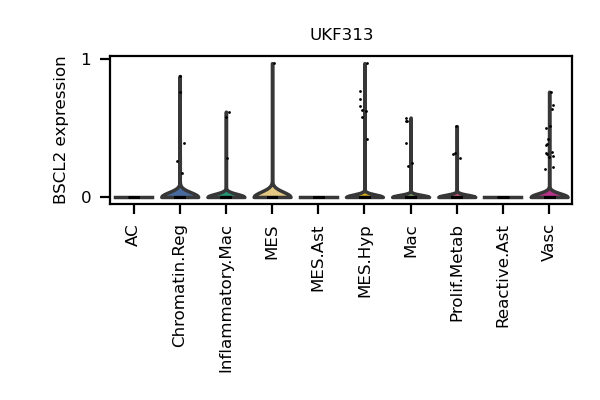 UKF313
BSCL2 expression
1
0
AC
Chromatin.Reg
Inflammatory.Mac
MES
MES.Ast
MES.Hyp
Mac
Prolif.Metab
Reactive.Ast
Vasc